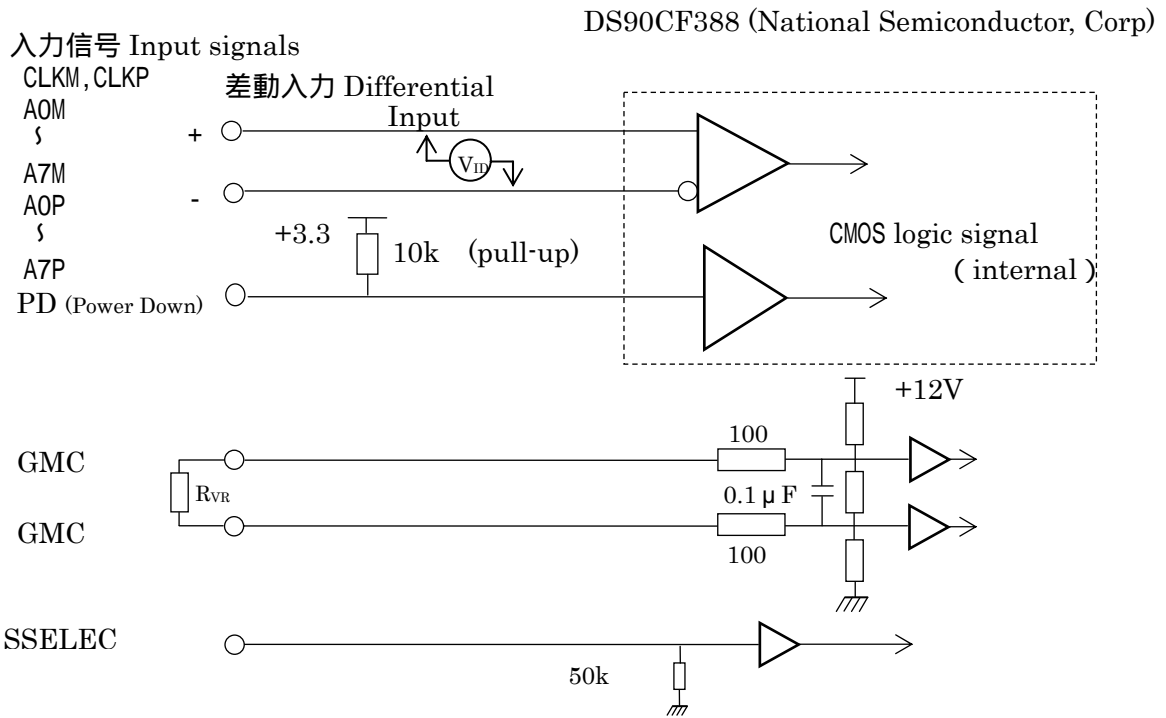 DS90CF388 (National Semiconductor, Corp)
入力信号 Input signals
CLKM,CLKP
A0M
∽
A7M
A0P
∽
A7P
PD (Power Down)
差動入力 Differential
Input
+
VID
-
+3.3
10k (pull-up)
CMOS logic signal
( internal )
+12V
GMC
RVR
100
0.1μF
GMC
100
SSELEC
50k